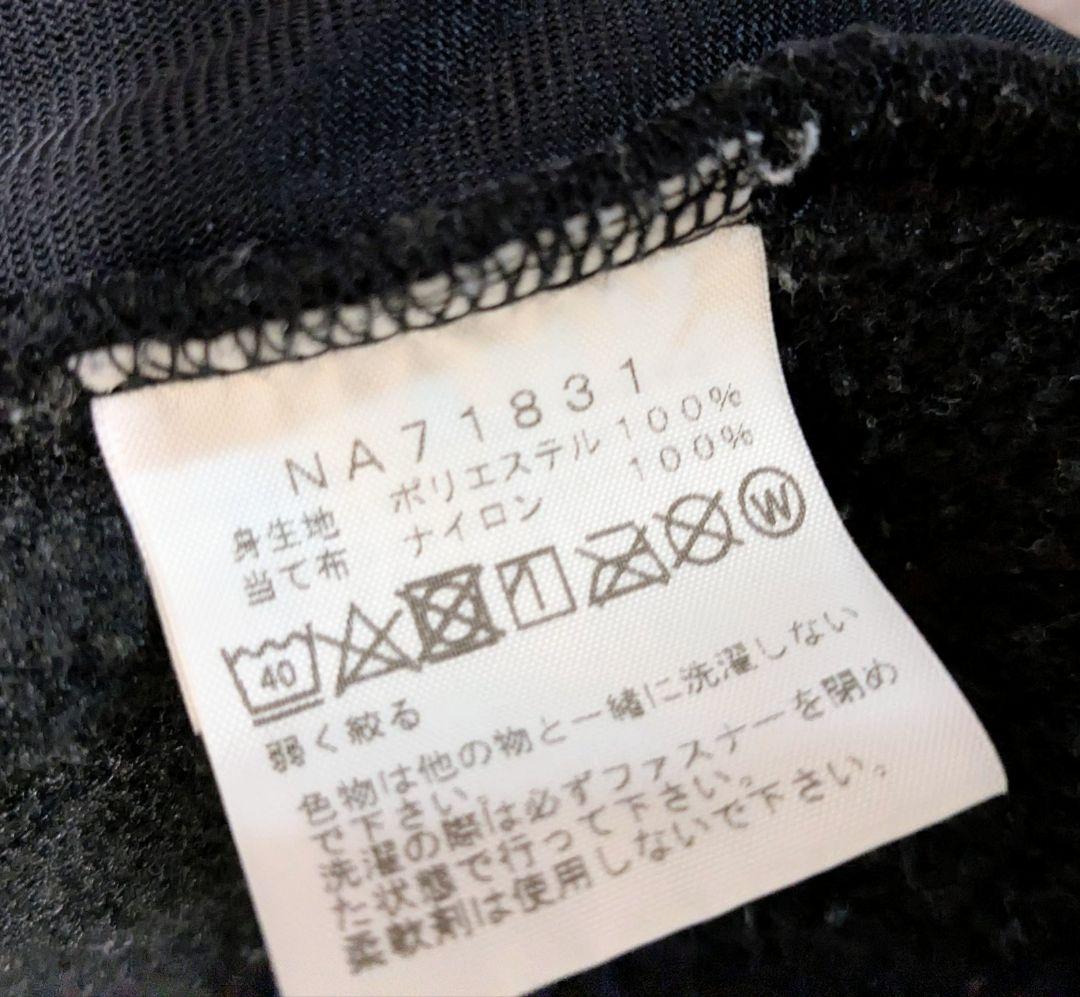 NA71831
身生地 ポリエステル 100%
当て布 ナイロン 100%
40 W
弱く絞る
色物は他の物と一緒に洗濯しない
で下さい。
洗濯の際は必ずファスナーを閉め
た状態で行って下さい。
柔軟剤は使用しないで下さい。